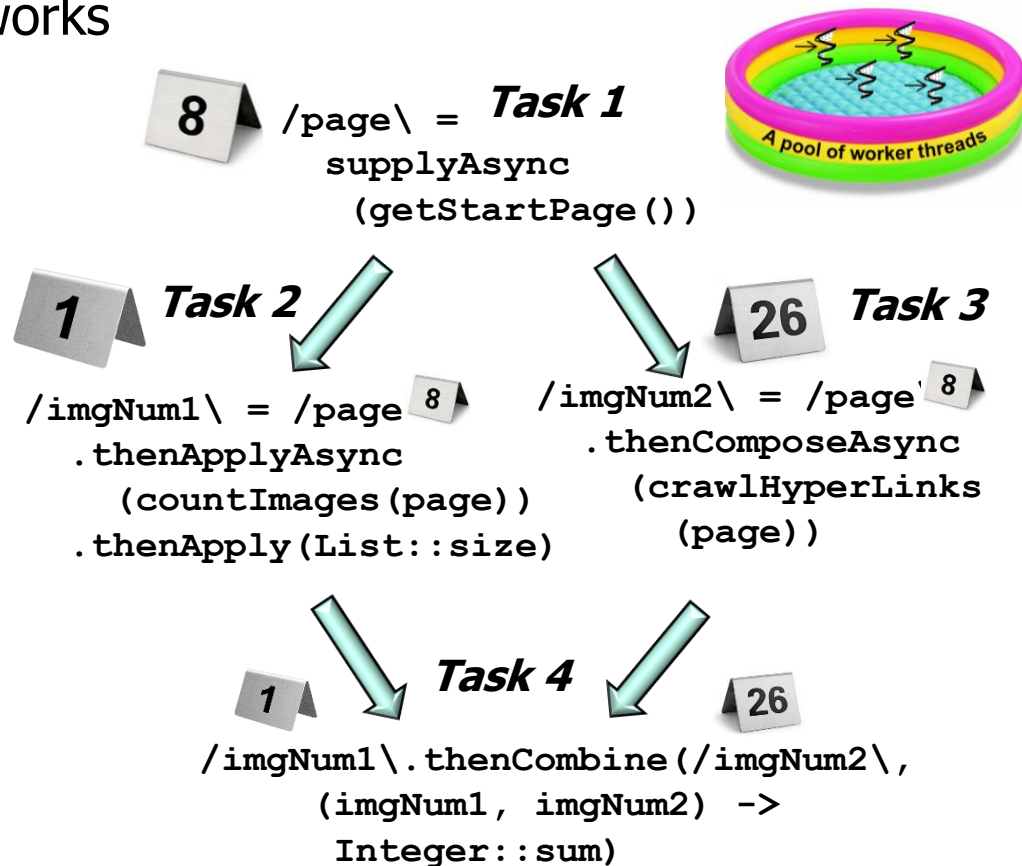 works
8
/page\ = Task 1
supplyAsync
(getStartPage())
A pool of worker threads
1 Task 2
26 Task 3
/imgNum1\ = /page 8
.thenApplyAsync
(countImages(page))
.thenApply(List::size)
/imgNum2\ = /page\ 8
.thenComposeAsync
(crawlHyperLinks
(page))
Task 4
1
26
/imgNum1\.thenCombine(/imgNum2\,
(imgNum1, imgNum2) ->
Integer::sum)